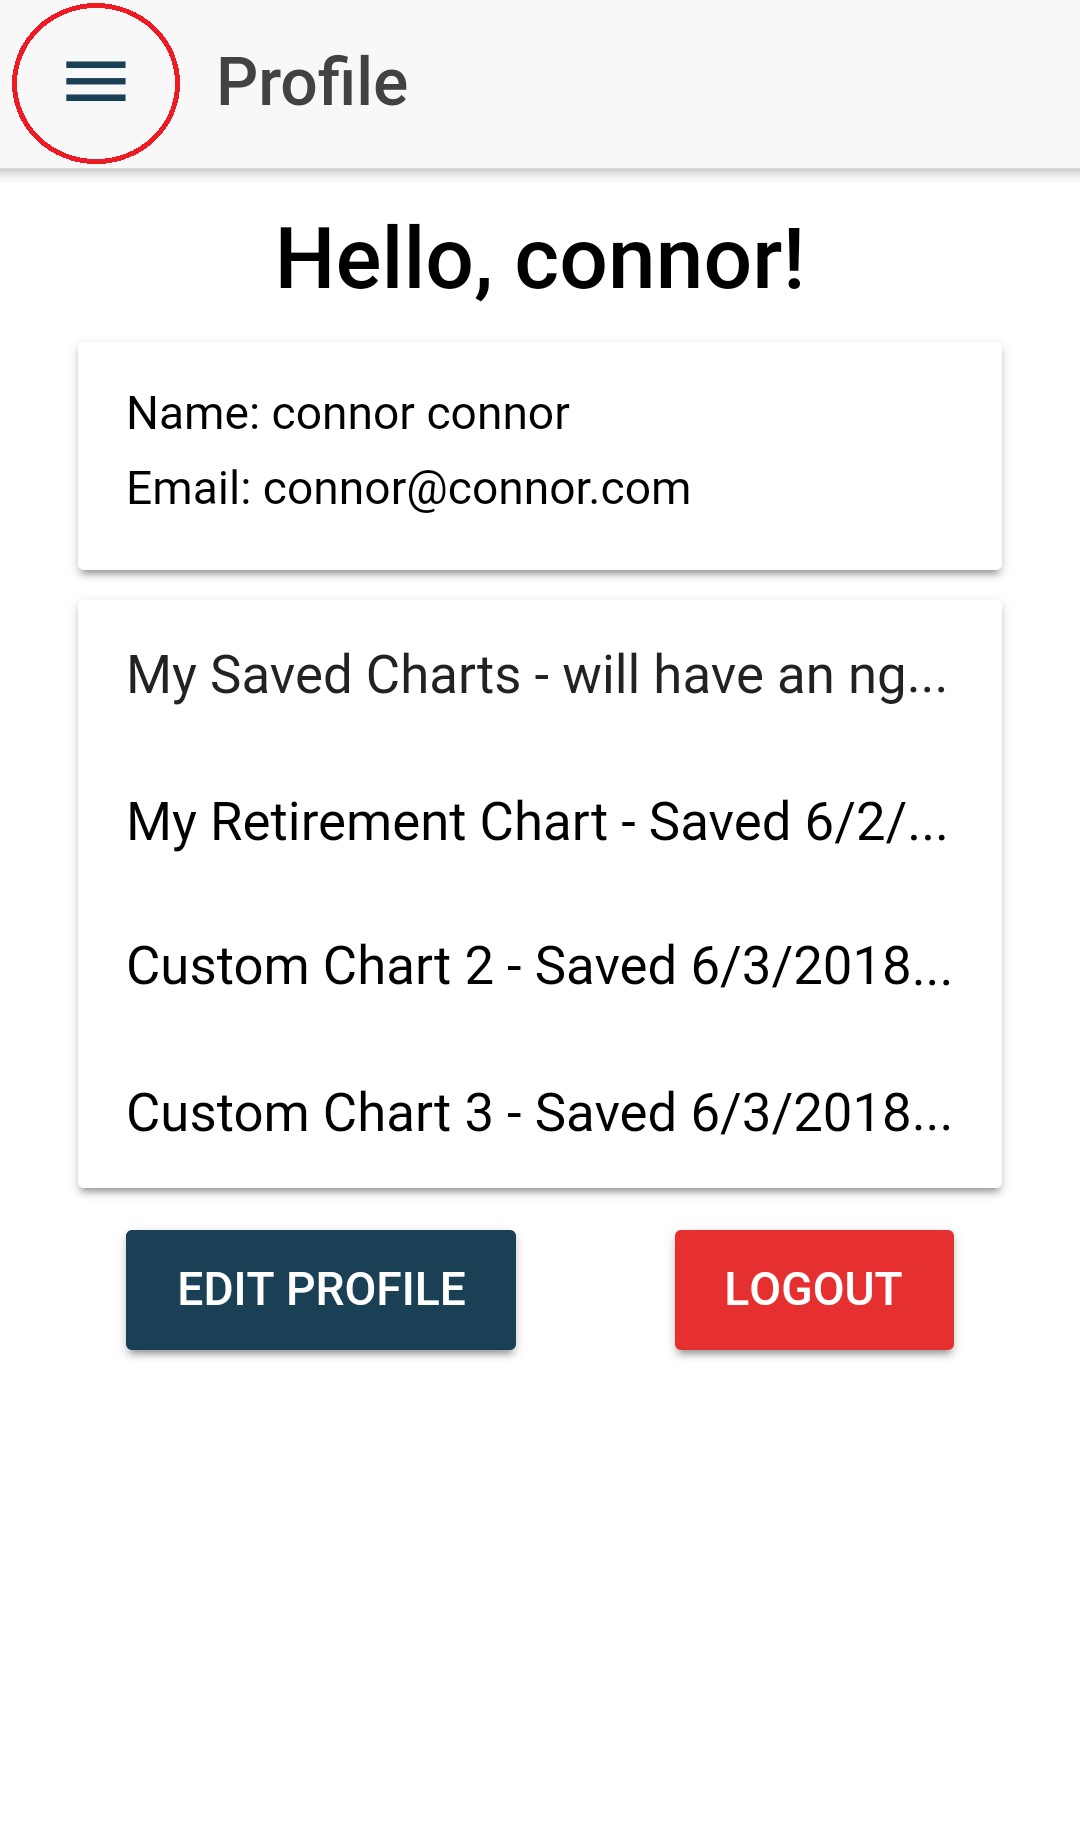 Profile
Hello, connor!
Name: connor connor
Email: connor@connor.com
My Saved Charts - will have an ng...
My Retirement Chart - Saved 6/2/...
Custom Chart 2 - Saved 6/3/2018...
Custom Chart 3 - Saved 6/3/2018...
EDIT PROFILE
LOGOUT